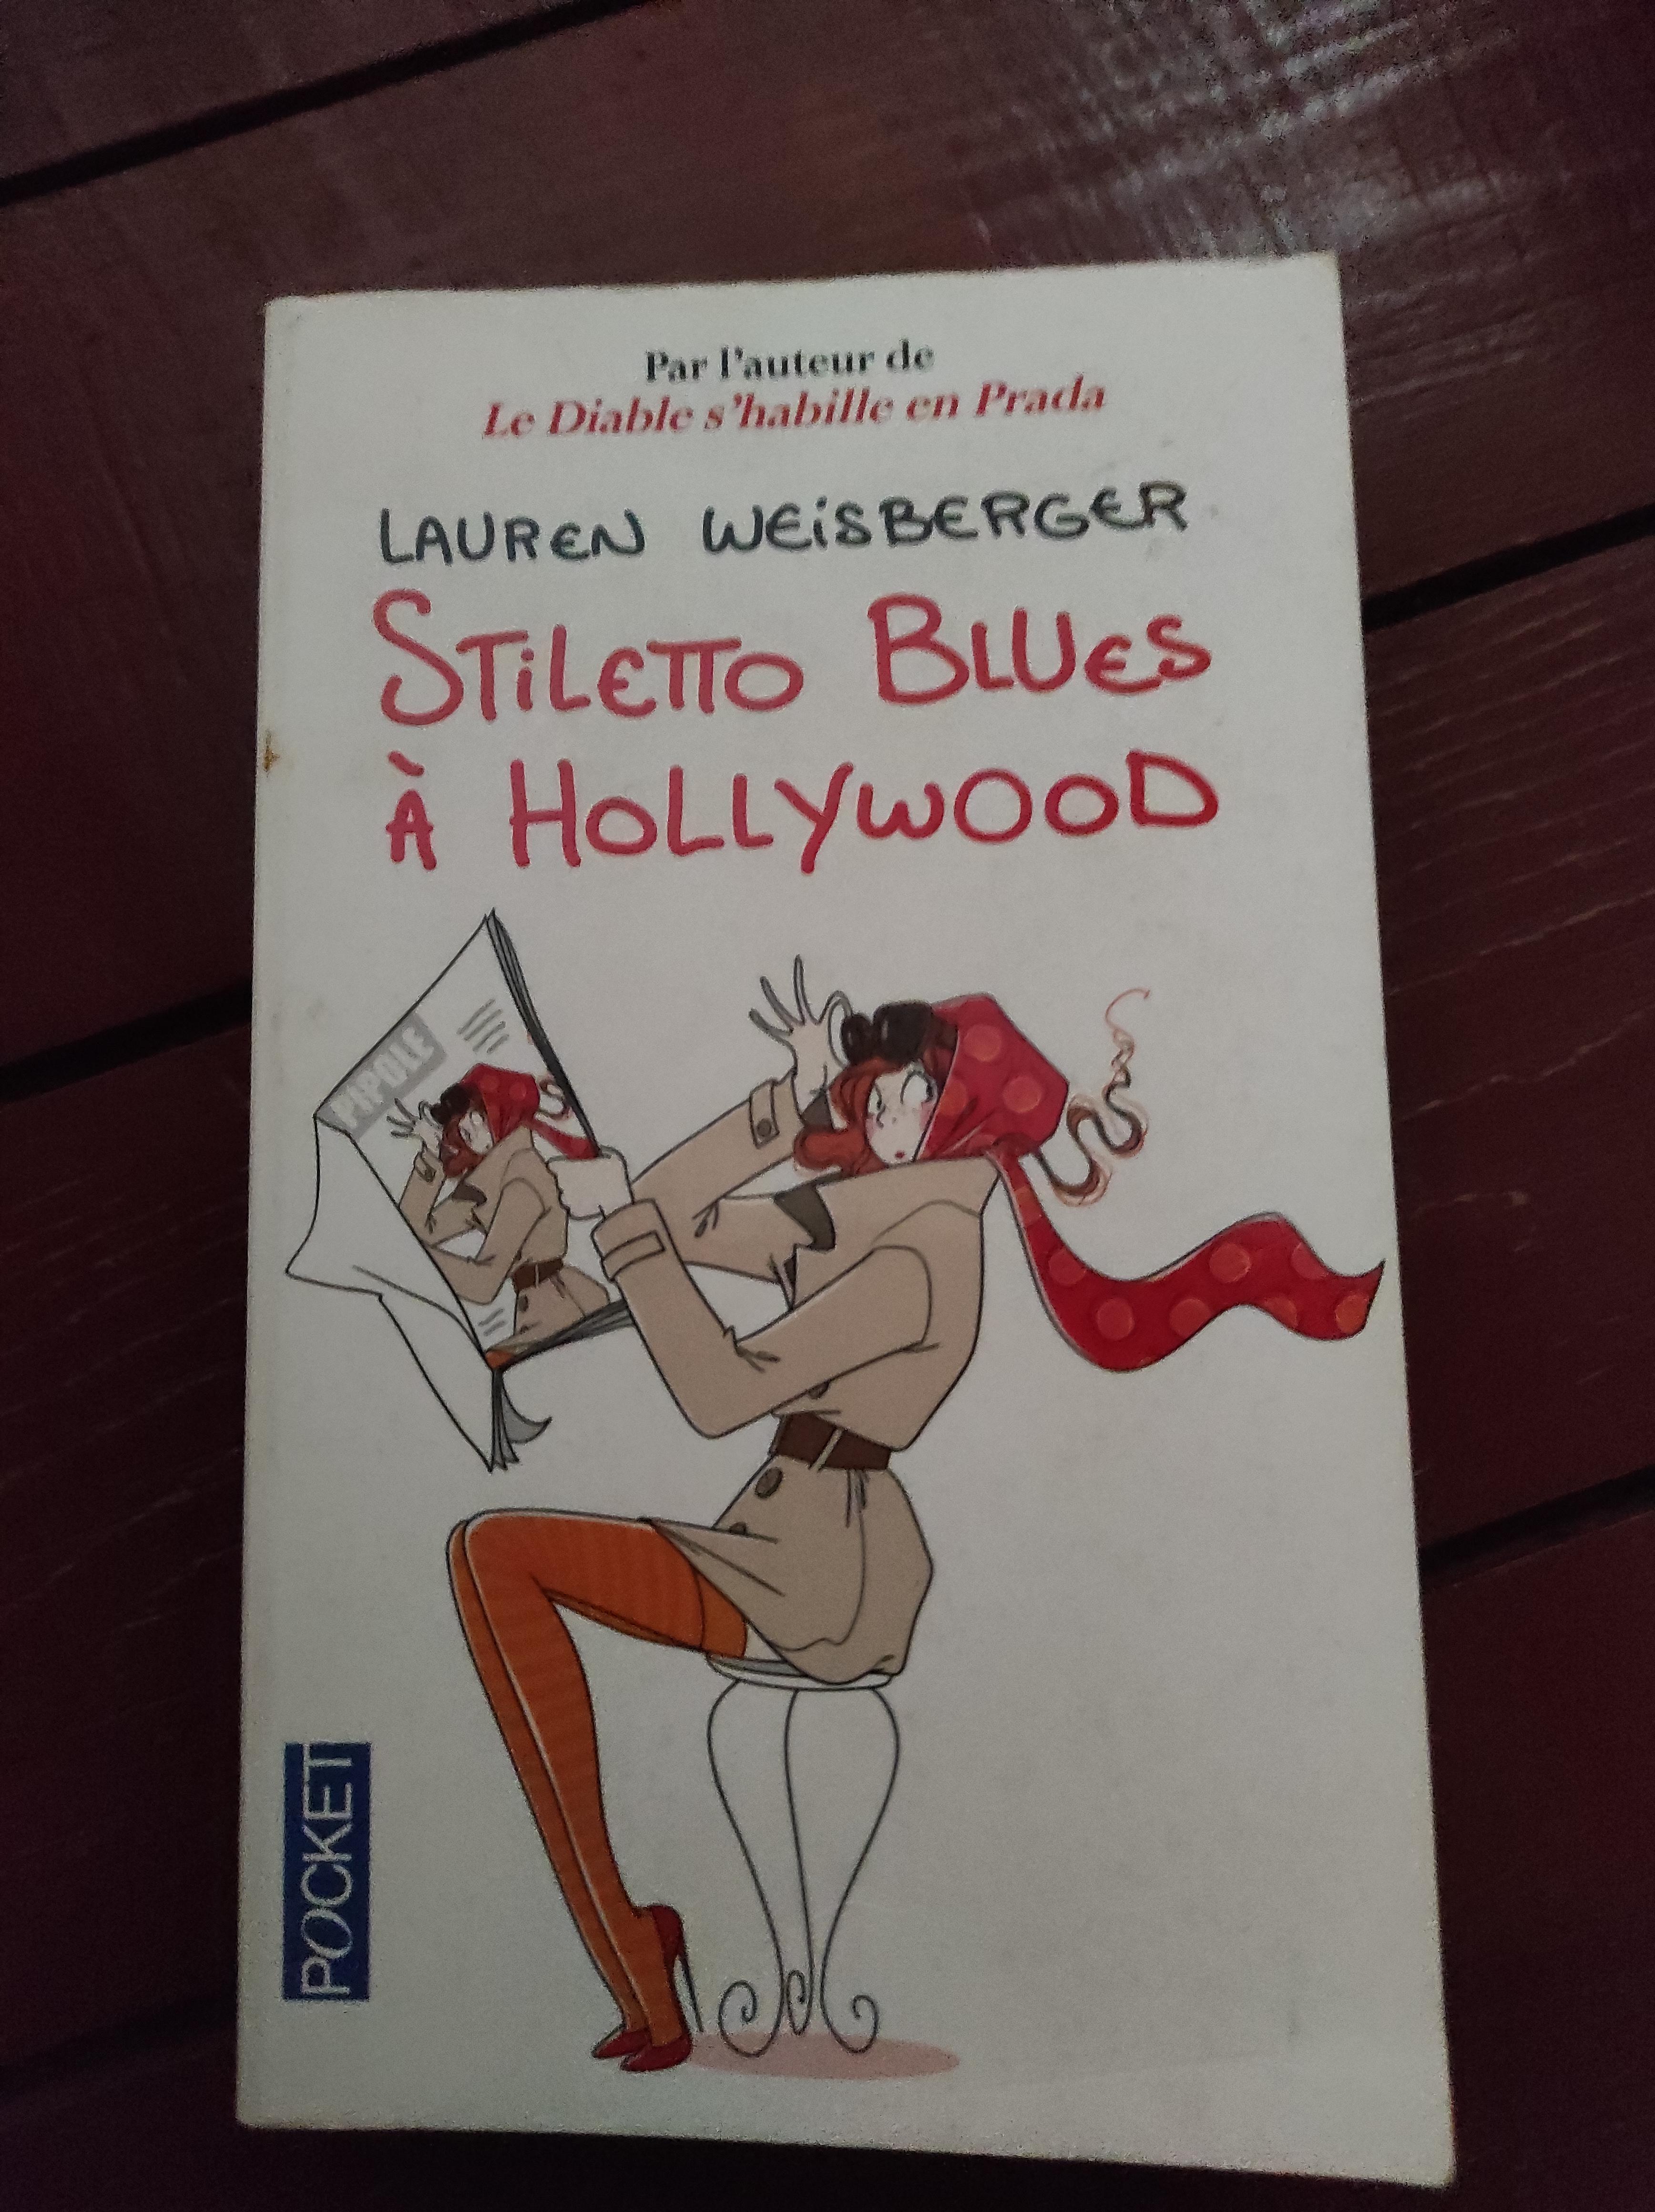 Par l'auteur de
Le Diable s'habille en Prada
LAUREN WEiSBERGER
STiLETTO BLUES
À HOLLYWOOD
PIPOLE
POCKET